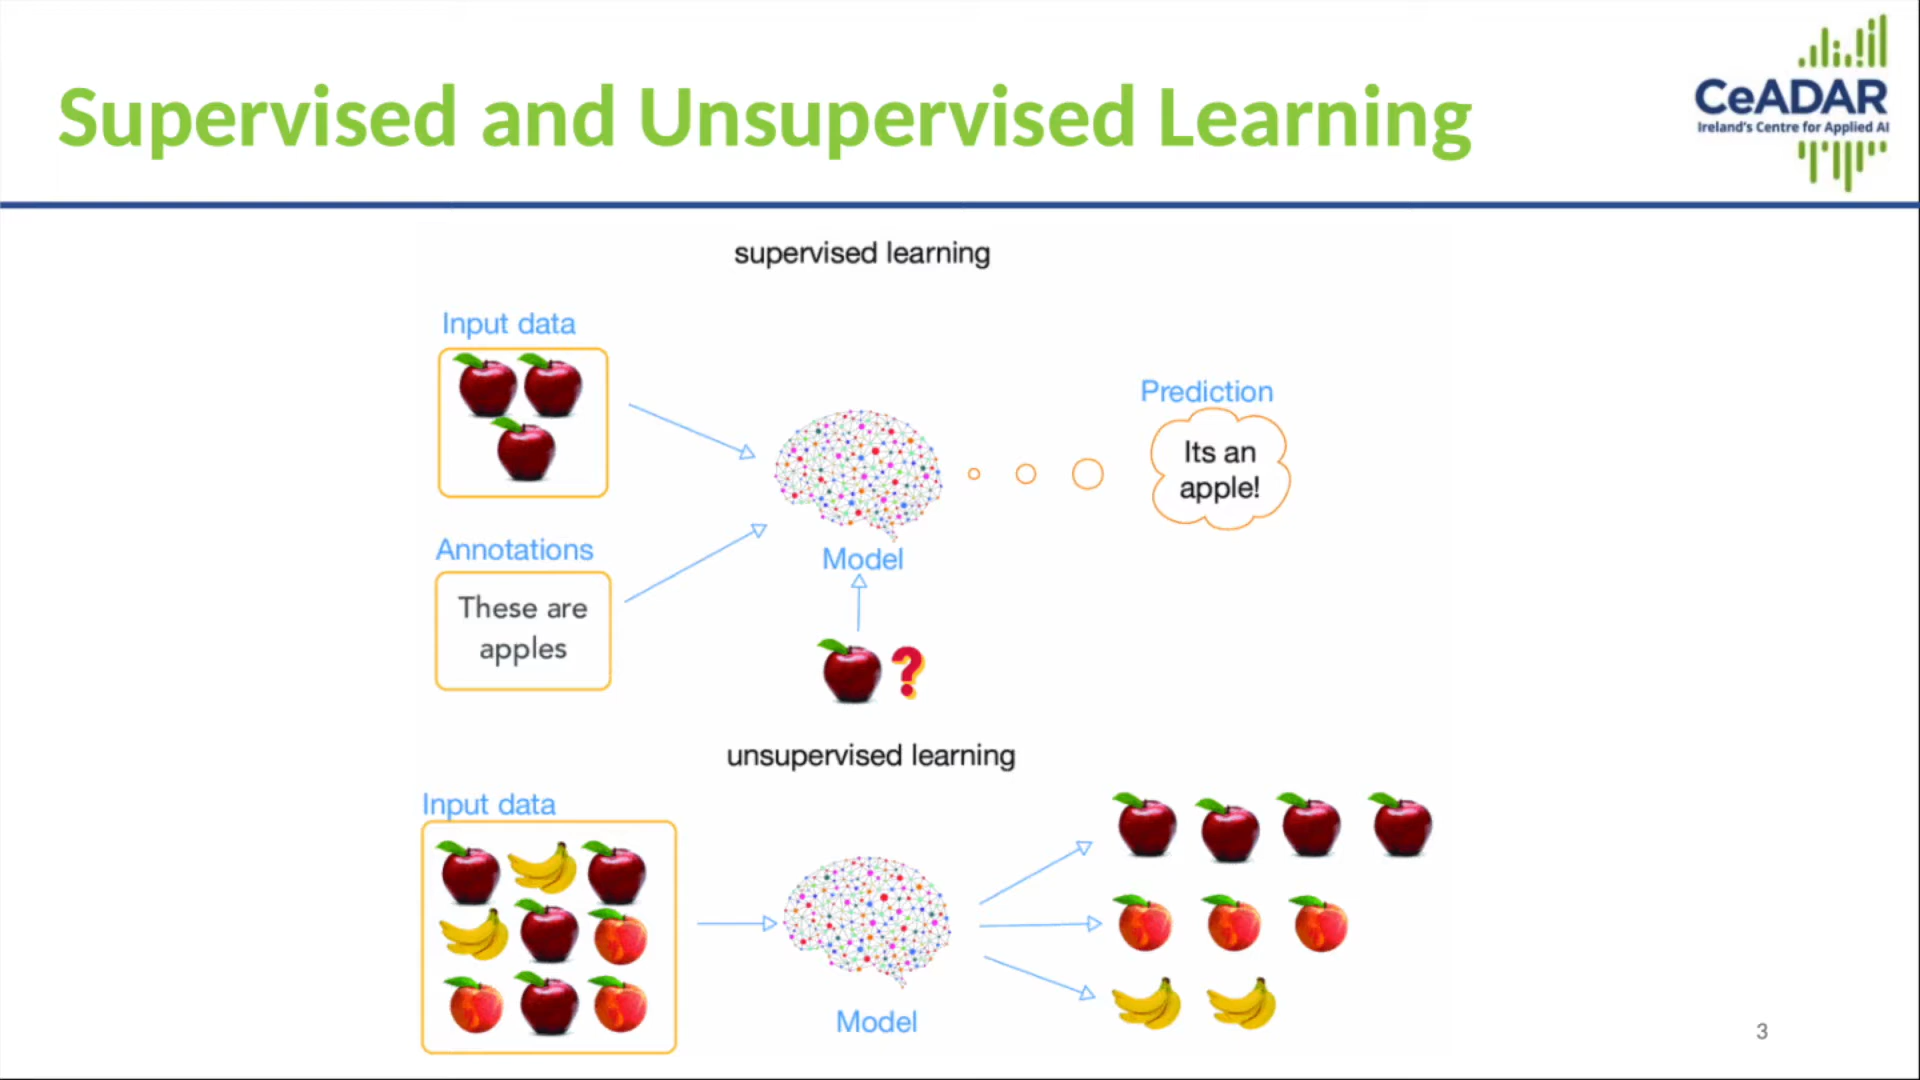 Supervised and Unsupervised Learning
CeADAR
Ireland's Centre for Applied AI
supervised learning
Input data
Prediction
Its an
apple!
Annotations
Model
These are
apples
?
unsupervised learning
Input data
Model
3